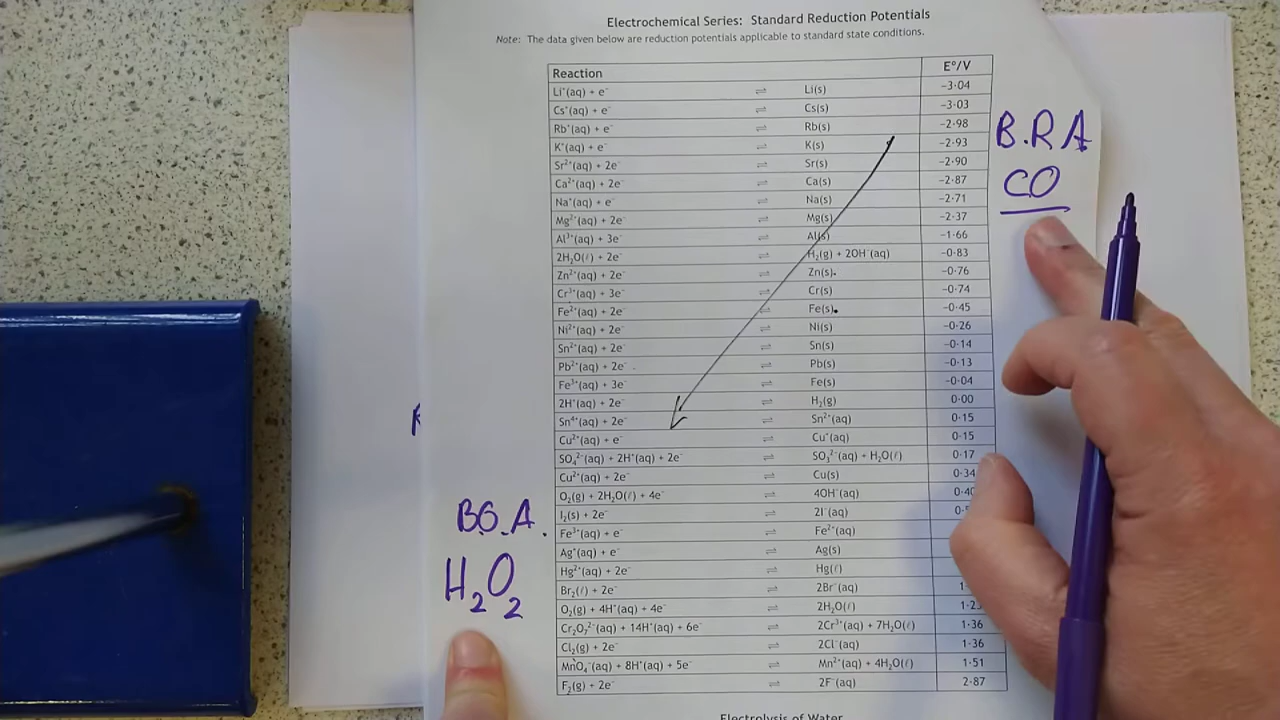 Electrochemical Series: Standard Reduction Potentials
Note: The data given below are reduction potentials applicable to standard state conditions.
Reaction E°/V
Li⁺(aq) + e⁻ ⇌ Li(s) −3·04
Cs⁺(aq) + e⁻ ⇌ Cs(s) −3·03
Rb⁺(aq) + e⁻ ⇌ Rb(s) −2·98
K⁺(aq) + e⁻ ⇌ K(s) −2·93
Sr²⁺(aq) + 2e⁻ ⇌ Sr(s) −2·90
Ca²⁺(aq) + 2e⁻ ⇌ Ca(s) −2·87
Na⁺(aq) + e⁻ ⇌ Na(s) −2·71
Mg²⁺(aq) + 2e⁻ ⇌ Mg(s) −2·37
Al³⁺(aq) + 3e⁻ ⇌ Al(s) −1·66
2H₂O(ℓ) + 2e⁻ ⇌ H₂(g) + 2OH⁻(aq) −0·83
Zn²⁺(aq) + 2e⁻ ⇌ Zn(s) −0·76
Cr³⁺(aq) + 3e⁻ ⇌ Cr(s) −0·74
Fe²⁺(aq) + 2e⁻ ⇌ Fe(s) −0·45
Ni²⁺(aq) + 2e⁻ ⇌ Ni(s) −0·26
Sn²⁺(aq) + 2e⁻ ⇌ Sn(s) −0·14
Pb²⁺(aq) + 2e⁻ ⇌ Pb(s) −0·13
Fe³⁺(aq) + 3e⁻ ⇌ Fe(s) −0·04
2H⁺(aq) + 2e⁻ ⇌ H₂(g) 0·00
Sn⁴⁺(aq) + 2e⁻ ⇌ Sn²⁺(aq) 0·15
Cu²⁺(aq) + e⁻ ⇌ Cu⁺(aq) 0·15
SO₄²⁻(aq) + 2H⁺(aq) + 2e⁻ ⇌ SO₃²⁻(aq) + H₂O(ℓ) 0·17
Cu²⁺(aq) + 2e⁻ ⇌ Cu(s) 0·34
O₂(g) + 2H₂O(ℓ) + 4e⁻ ⇌ 4OH⁻(aq) 0·40
I₂(s) + 2e⁻ ⇌ 2I⁻(aq)
Fe³⁺(aq) + e⁻ ⇌ Fe²⁺(aq)
Ag⁺(aq) + e⁻ ⇌ Ag(s)
Hg²⁺(aq) + 2e⁻ ⇌ Hg(ℓ)
Br₂(ℓ) + 2e⁻ ⇌ 2Br⁻(aq)
O₂(g) + 4H⁺(aq) + 4e⁻ ⇌ 2H₂O(ℓ)
Cr₂O₇²⁻(aq) + 14H⁺(aq) + 6e⁻ ⇌ 2Cr³⁺(aq) + 7H₂O(ℓ) 1·36
Cl₂(g) + 2e⁻ ⇌ 2Cl⁻(aq) 1·36
MnO₄⁻(aq) + 8H⁺(aq) + 5e⁻ ⇌ Mn²⁺(aq) + 4H₂O(ℓ) 1·51
F₂(g) + 2e⁻ ⇌ 2F⁻(aq) 2·87
Electrolysis of Water
B.R.A
CO
B.O.A.
H₂O₂